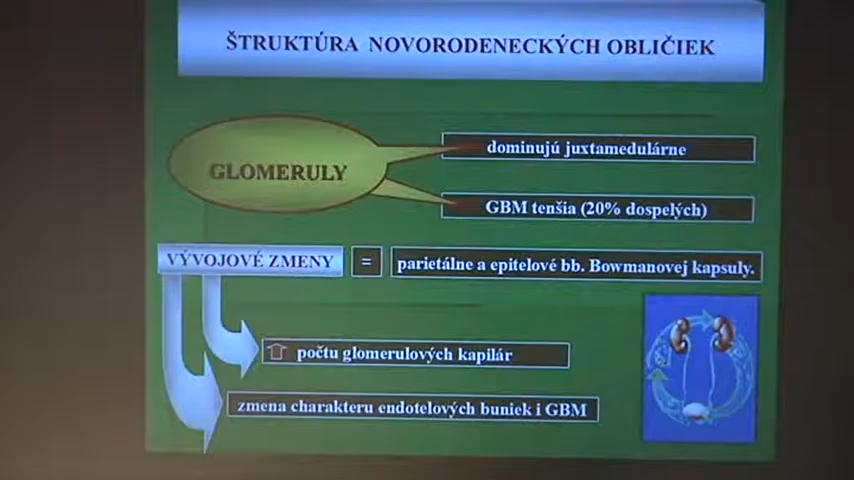 ŠTRUKTÚRA NOVORODENECKÝCH OBLIČIEK
GLOMERULY
dominujú juxtamedulárne
GBM tenšia (20% dospelých)
VÝVOJOVÉ ZMENY
=
parietálne a epitelové bb. Bowmanovej kapsuly.
počtu glomerulových kapilár
zmena charakteru endotelových buniek i GBM